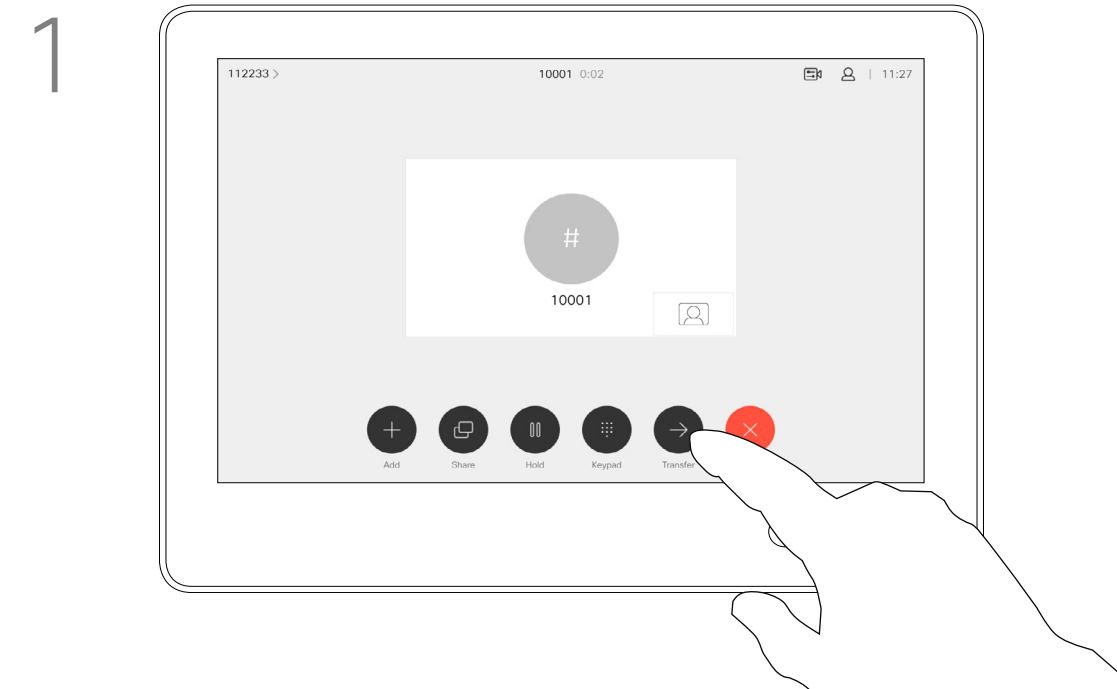 1
112233 >
10001 0:02
| 11:27
#
10001
Add
Share
Hold
Keypad
Transfer